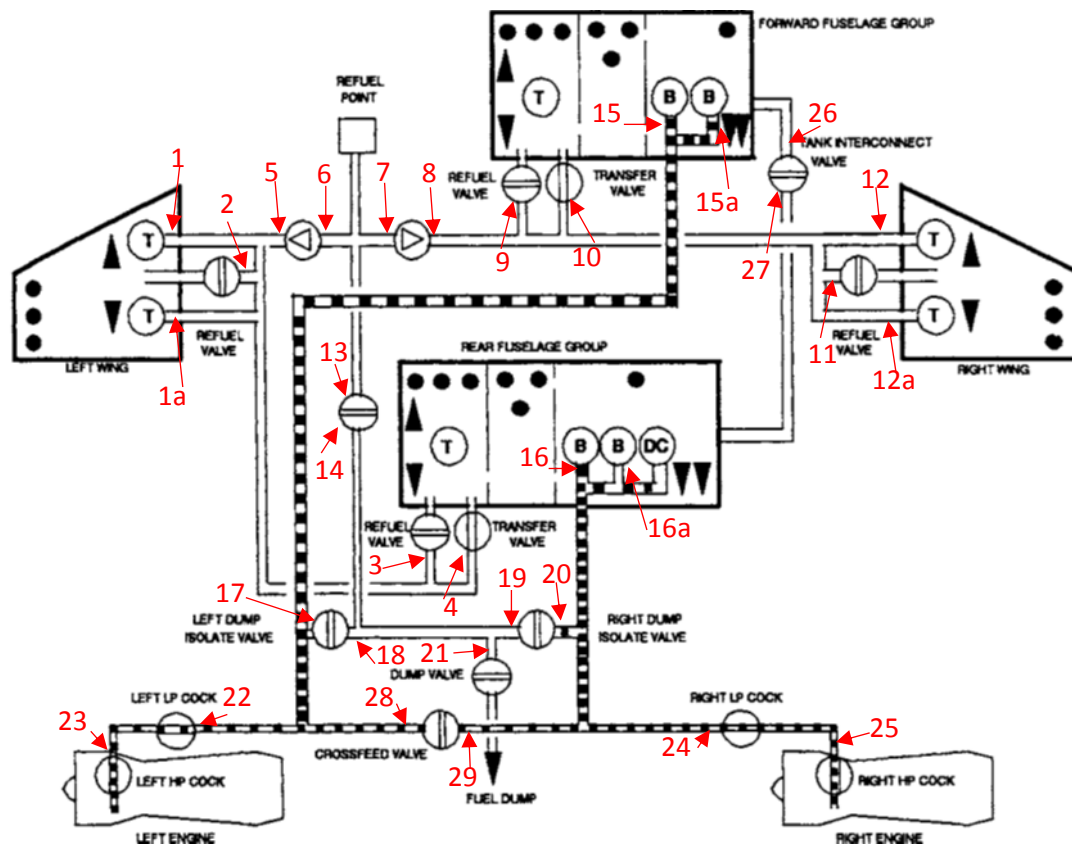 FORWARD FUSELAGE GROUP
REFUEL
POINT
T
B
B
15
26
TANK INTERCONNECT
VALVE
1
5
6
7
8
REFUEL
VALVE
TRANSFER
VALVE
15a
12
2
9
10
27
T
T
T
T
REFUEL
VALVE
11
REFUEL
VALVE
LEFT WING
1a
13
REAR FUSELAGE GROUP
12a
RIGHT WING
14
T
16
B
B
DC
16a
REFUEL
VALVE
TRANSFER
VALVE
3
4
17
19
20
LEFT DUMP
ISOLATE VALVE
RIGHT DUMP
ISOLATE VALVE
18
21
DUMP VALVE
LEFT LP COCK
22
28
RIGHT LP COCK
23
24
25
CROSSFEED VALVE
29
LEFT HP COCK
RIGHT HP COCK
FUEL DUMP
LEFT ENGINE
RIGHT ENGINE